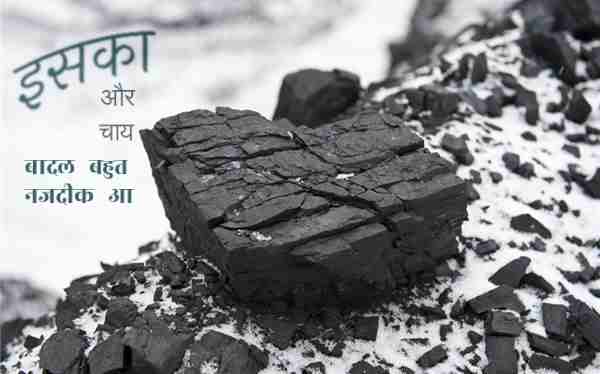 इसका
और
चाय
बादल बहुत
नजदीक आ